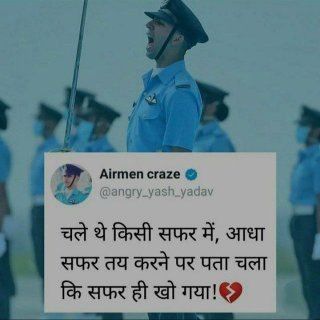 Airmen craze
@angry_yash_yadav
चले थे किसी सफर में, आधा
सफर तय करने पर पता चला
कि सफर ही खो गया!💔